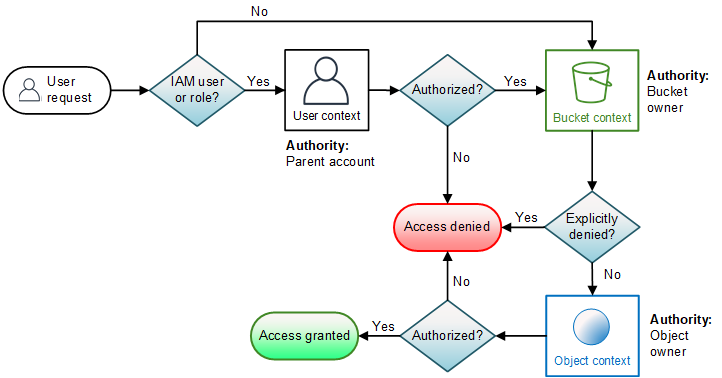 No
User
request
IAM user
or role?
Yes
User context
Authority:
Parent account
Authorized?
Yes
Bucket context
Authority:
Bucket
owner
No
Access denied
Yes
Explicitly
denied?
No
No
Access granted
Yes
Authorized?
Object context
Authority:
Object
owner